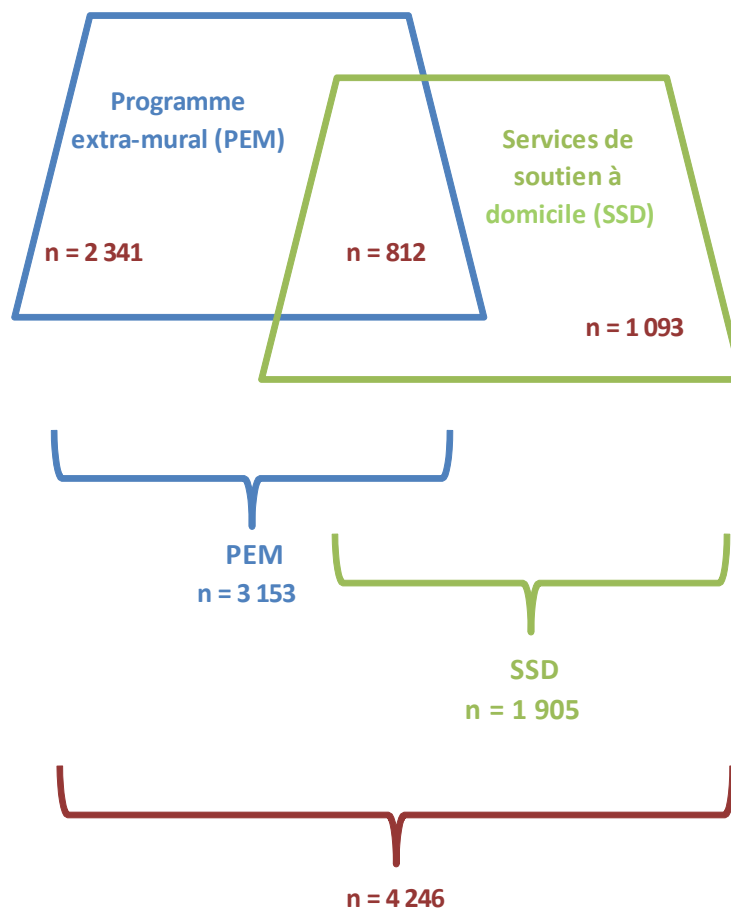 Programme
extra-mural (PEM)
Services de
soutien à
domicile (SSD)
n = 2 341
n = 812
n = 1 093
PEM
n = 3 153
SSD
n = 1 905
n = 4 246